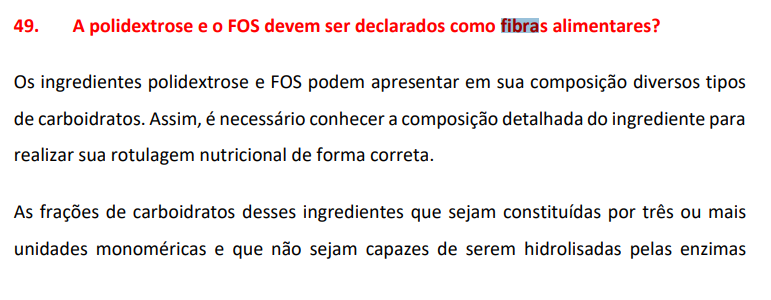 49. A polidextrose e o FOS devem ser declarados como fibras alimentares?
Os ingredientes polidextrose e FOS podem apresentar em sua composição diversos tipos
de carboidratos. Assim, é necessário conhecer a composição detalhada do ingrediente para
realizar sua rotulagem nutricional de forma correta.
As frações de carboidratos desses ingredientes que sejam constituídas por três ou mais
unidades monoméricas e que não sejam capazes de serem hidrolisadas pelas enzimas